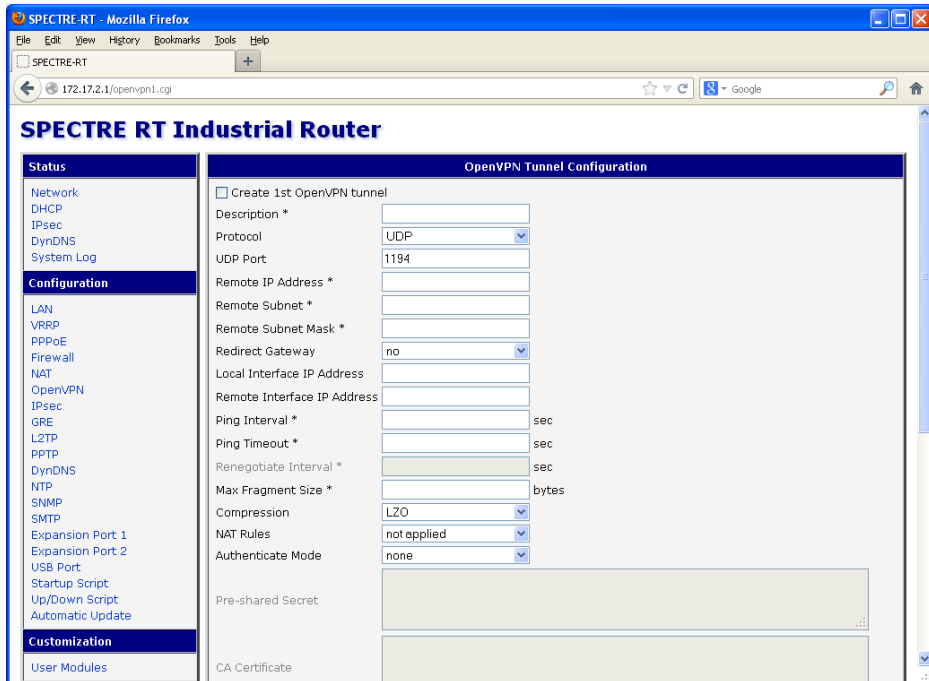 SPECTRE-RT - Mozilla Firefox
File Edit View History Bookmarks Tools Help
SPECTRE-RT
172.17.2.1/openvpn1.cgi
Google
SPECTRE RT Industrial Router
Status
Network
DHCP
IPsec
DynDNS
System Log
Configuration
LAN
VRRP
PPPoE
Firewall
NAT
OpenVPN
IPsec
GRE
L2TP
PPTP
DynDNS
NTP
SNMP
SMTP
Expansion Port 1
Expansion Port 2
USB Port
Startup Script
Up/Down Script
Automatic Update
Customization
User Modules
OpenVPN Tunnel Configuration
Create 1st OpenVPN tunnel
Description *
Protocol UDP
UDP Port 1194
Remote IP Address *
Remote Subnet *
Remote Subnet Mask *
Redirect Gateway no
Local Interface IP Address
Remote Interface IP Address
Ping Interval * sec
Ping Timeout * sec
Renegotiate Interval * sec
Max Fragment Size * bytes
Compression LZO
NAT Rules not applied
Authenticate Mode none
Pre-shared Secret
CA Certificate